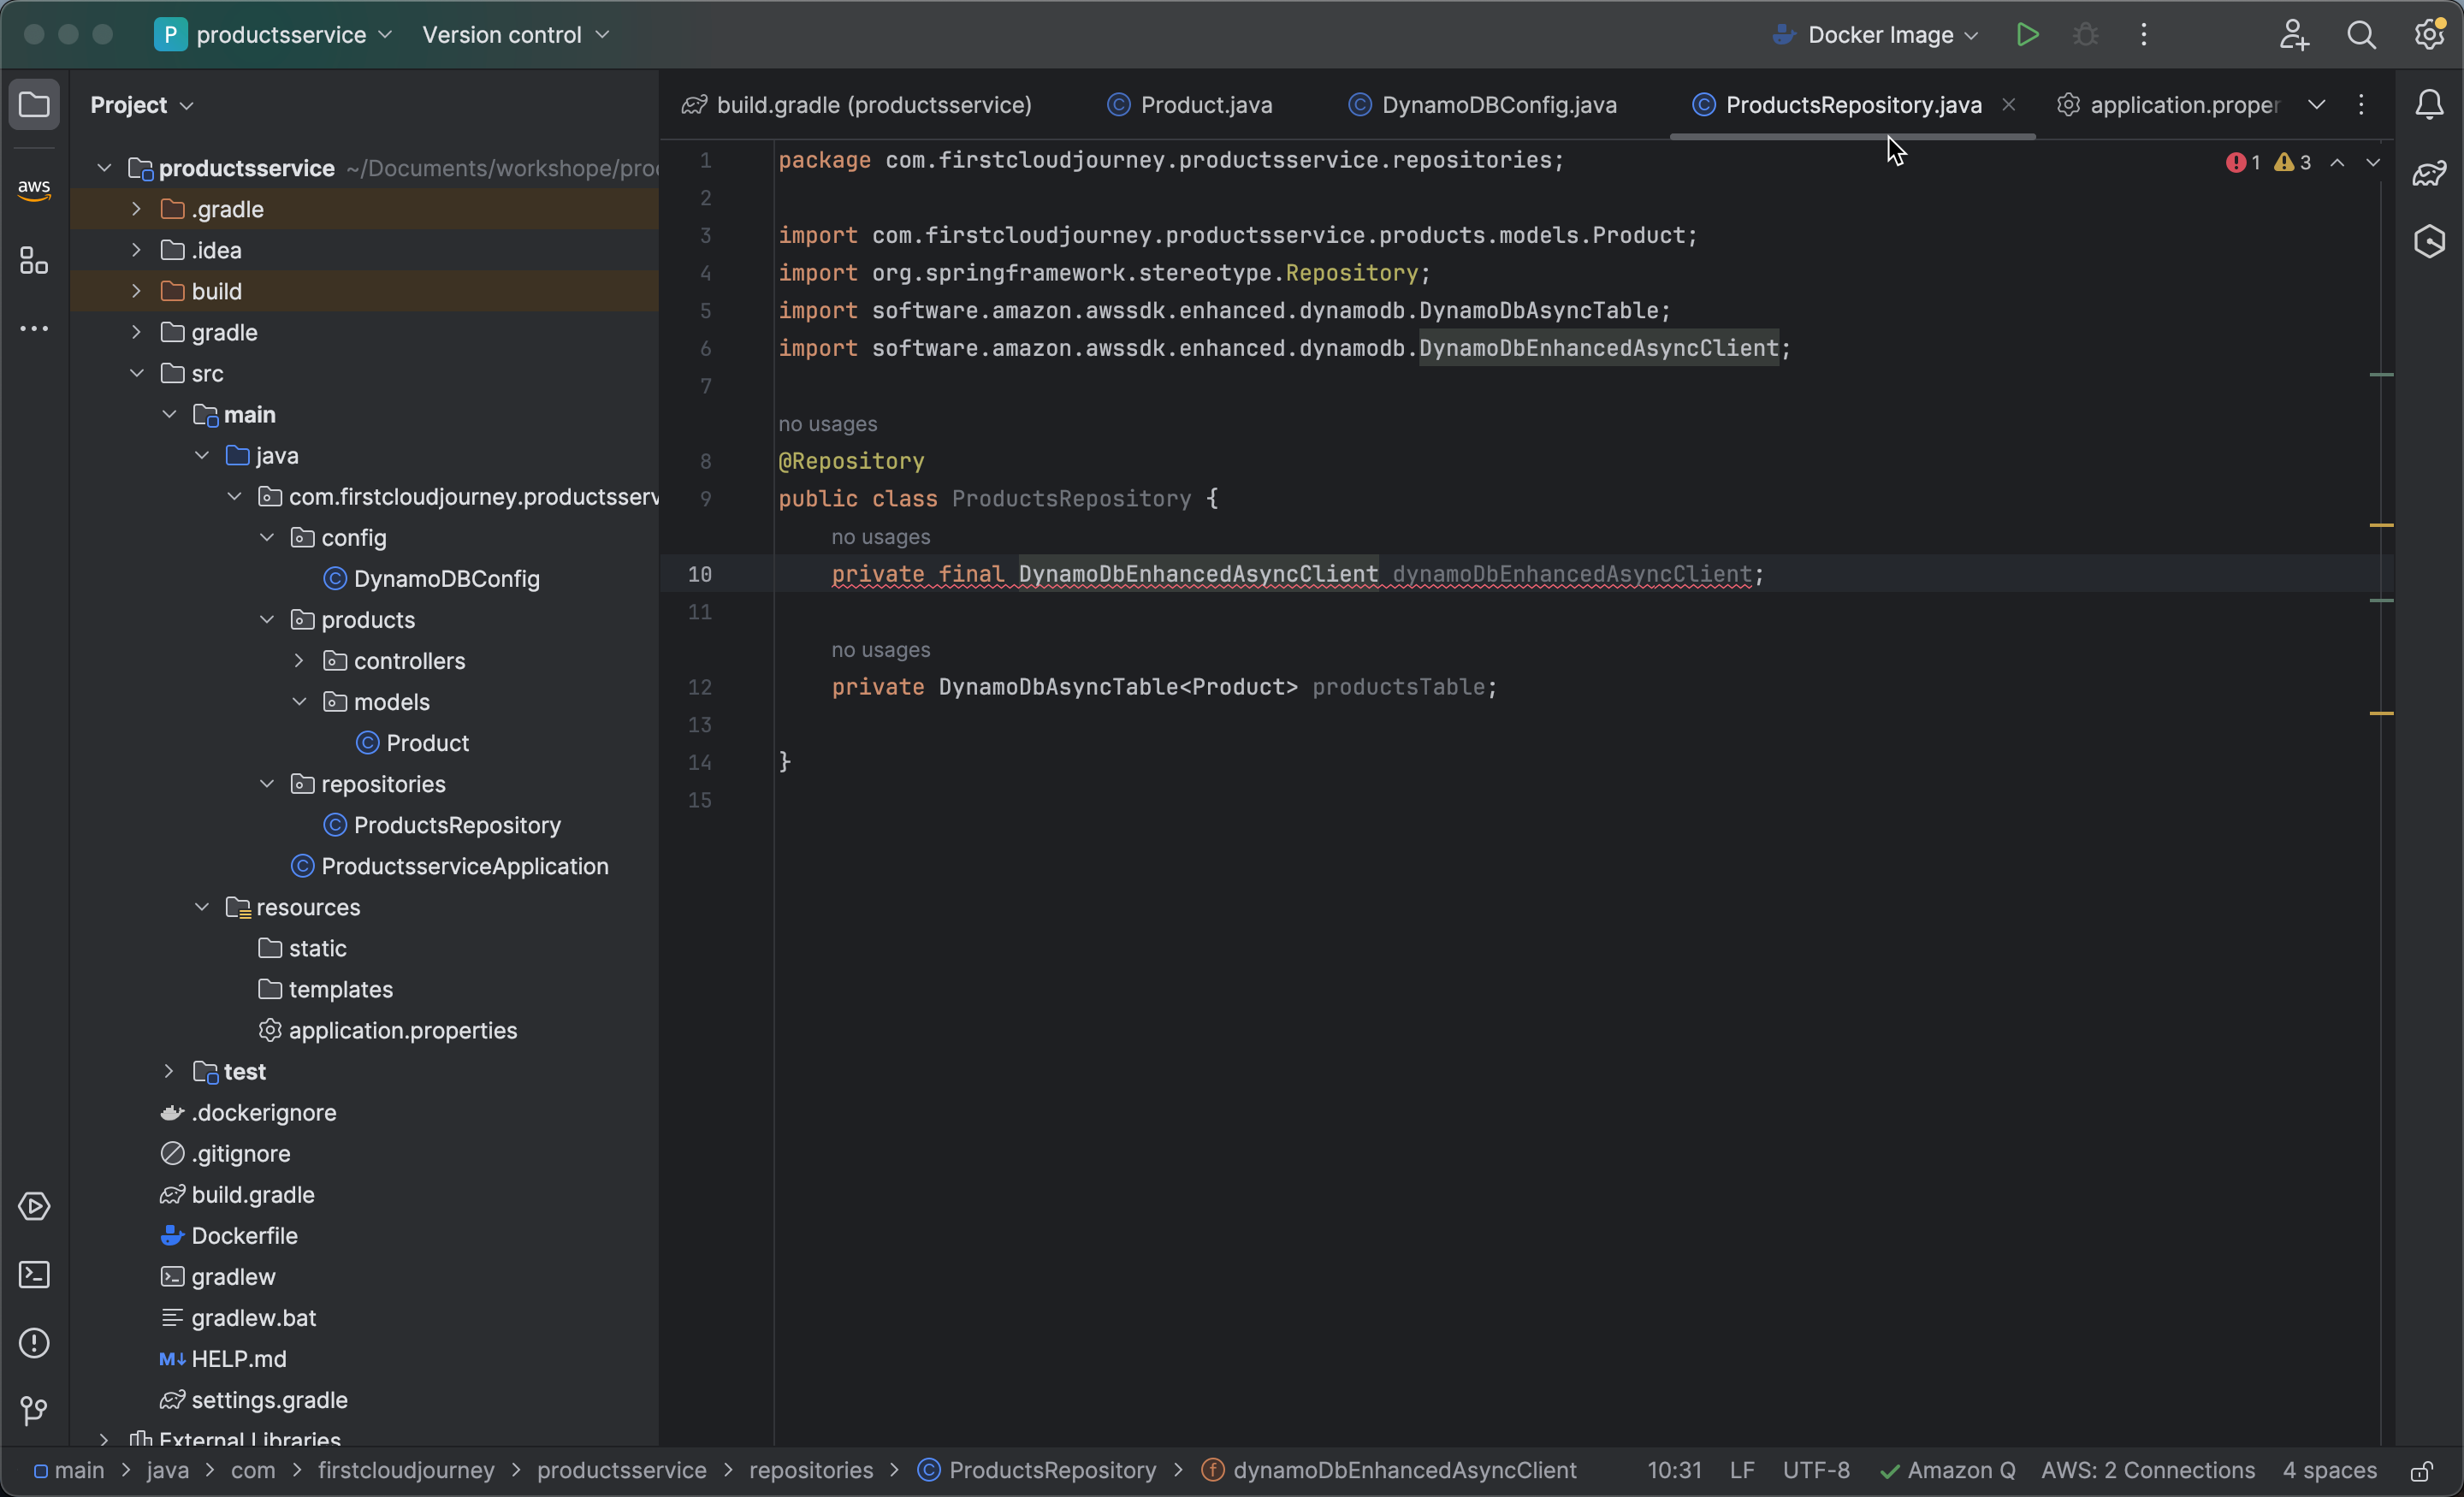 P productsservice Version control Docker Image
Project
build.gradle (productsservice) Product.java DynamoDBConfig.java ProductsRepository.java application.proper
aws
productsservice ~/Documents/workshope/pro
.gradle
.idea
build
gradle
src
main
java
com.firstcloudjourney.productsserv
config
DynamoDBConfig
products
controllers
models
Product
repositories
ProductsRepository
ProductsserviceApplication
resources
static
templates
application.properties
test
.dockerignore
.gitignore
build.gradle
Dockerfile
gradlew
gradlew.bat
M↓ HELP.md
settings.gradle
External Libraries
1 package com.firstcloudjourney.productsservice.repositories;
1 3
2
3 import com.firstcloudjourney.productsservice.products.models.Product;
4 import org.springframework.stereotype.Repository;
5 import software.amazon.awssdk.enhanced.dynamodb.DynamoDbAsyncTable;
6 import software.amazon.awssdk.enhanced.dynamodb.DynamoDbEnhancedAsyncClient;
7
no usages
8 @Repository
9 public class ProductsRepository {
no usages
10 private final DynamoDbEnhancedAsyncClient dynamoDbEnhancedAsyncClient;
11
no usages
12 private DynamoDbAsyncTable<Product> productsTable;
13
14 }
15
main > java > com > firstcloudjourney > productsservice > repositories > ProductsRepository > dynamoDbEnhancedAsyncClient 10:31 LF UTF-8 Amazon Q AWS: 2 Connections 4 spaces